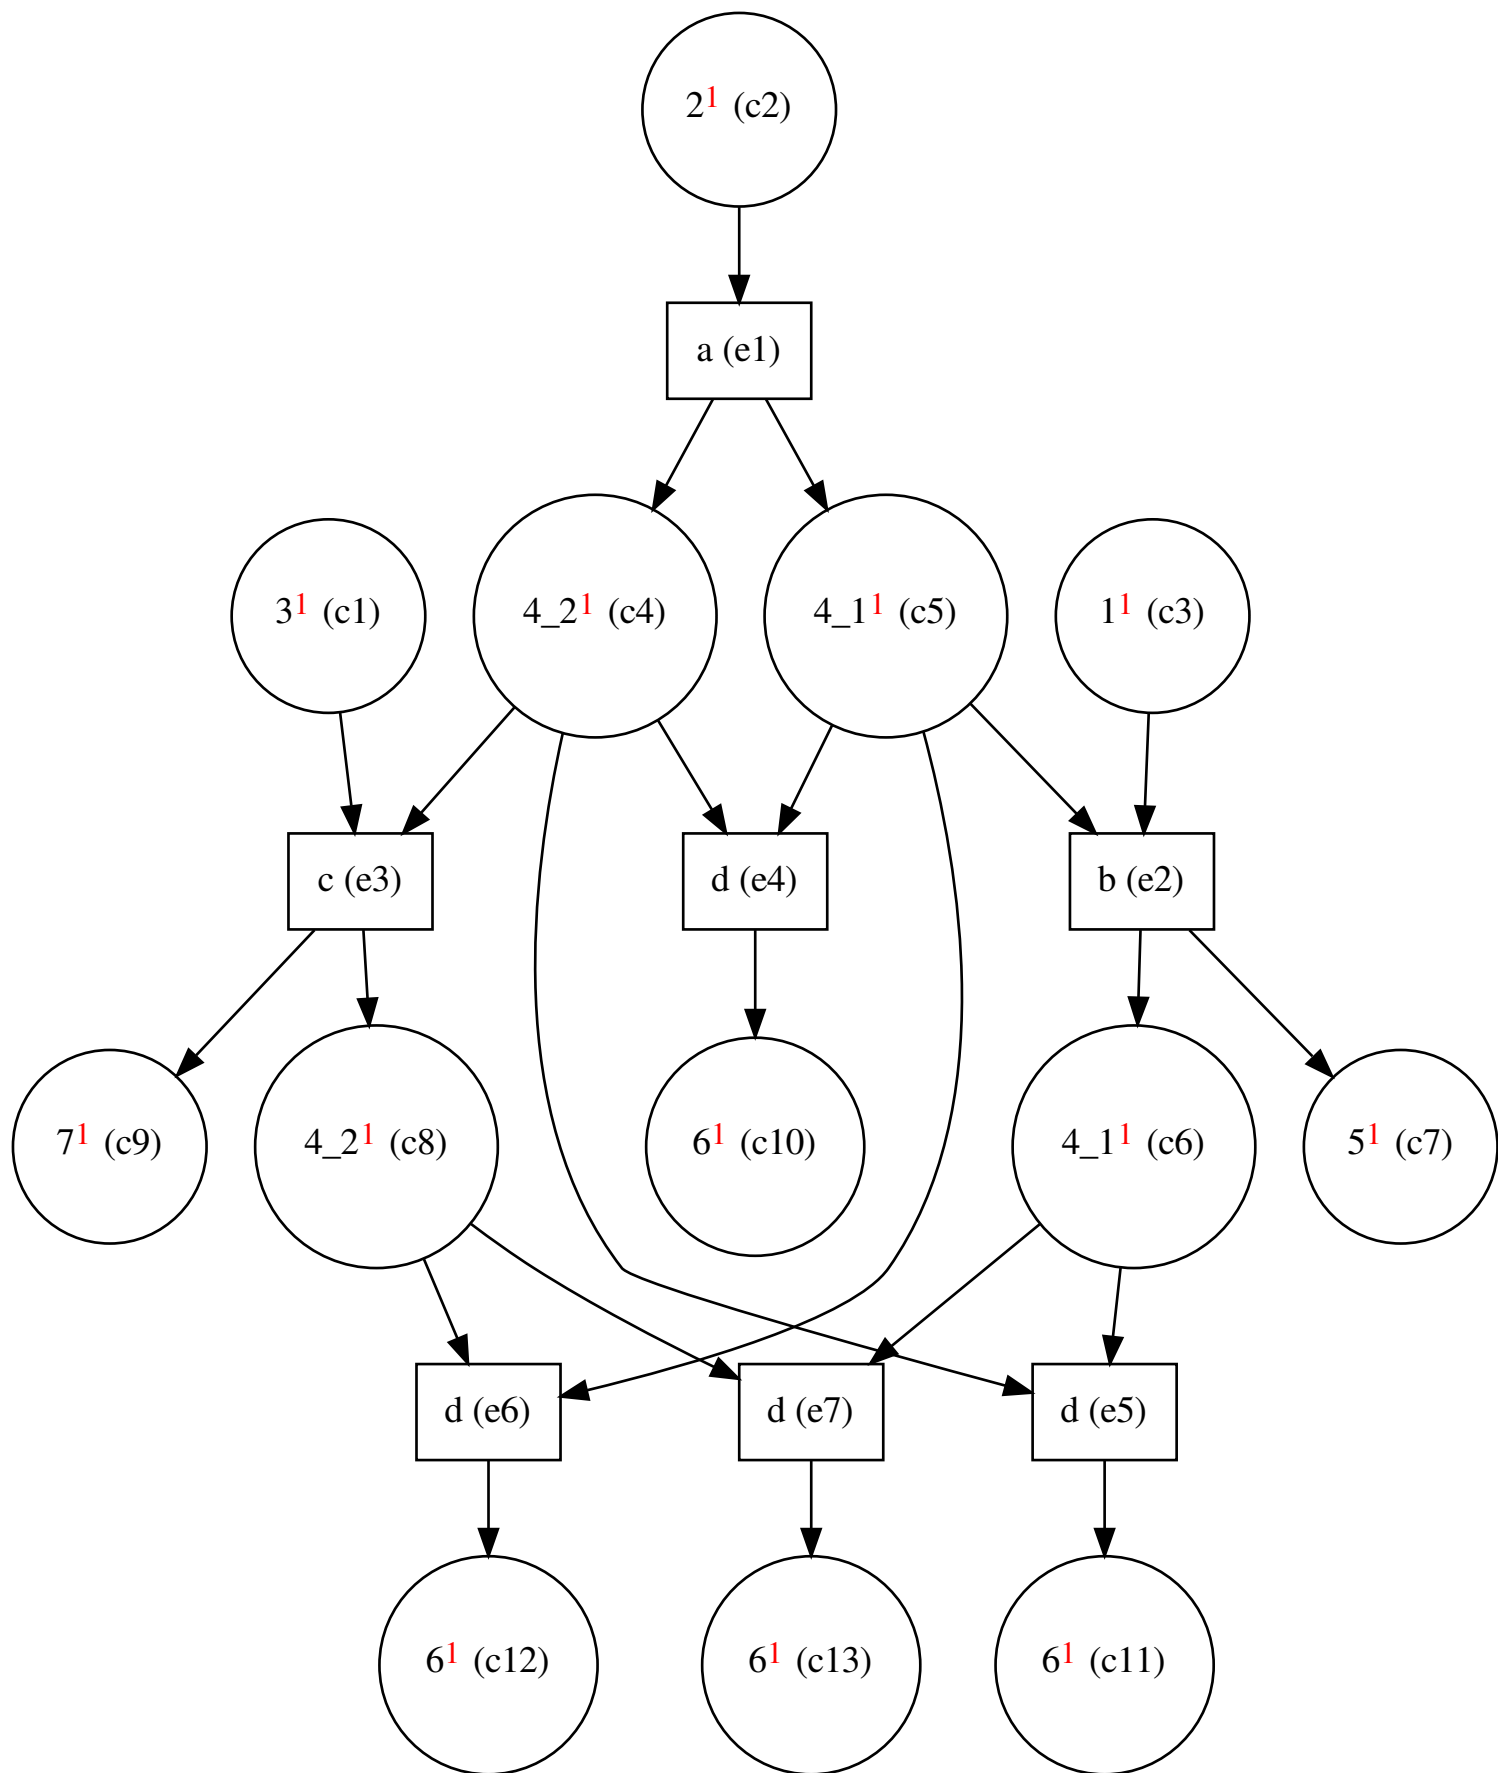 2¹ (c2)
a (e1)
3¹ (c1)
4_2¹ (c4)
4_1¹ (c5)
1¹ (c3)
c (e3)
d (e4)
b (e2)
7¹ (c9)
4_2¹ (c8)
6¹ (c10)
4_1¹ (c6)
5¹ (c7)
d (e6)
d (e7)
d (e5)
6¹ (c12)
6¹ (c13)
6¹ (c11)